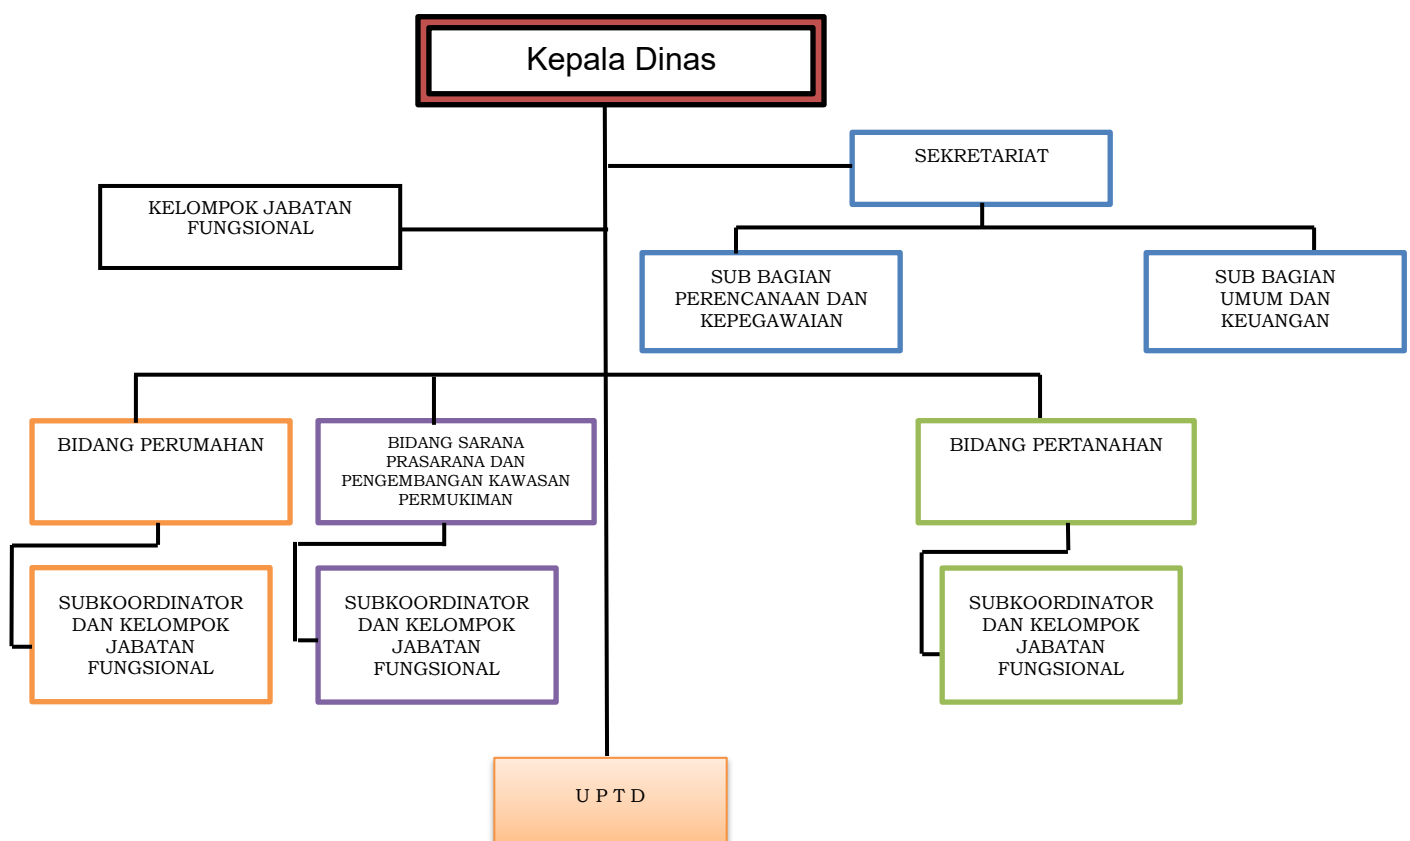 Kepala Dinas
SEKRETARIAT
KELOMPOK JABATAN
FUNGSIONAL
SUB BAGIAN
PERENCANAAN DAN
KEPEGAWAIAN
SUB BAGIAN
UMUM DAN
KEUANGAN
BIDANG PERUMAHAN
BIDANG SARANA
PRASARANA DAN
PENGEMBANGAN KAWASAN
PERMUKIMAN
BIDANG PERTANAHAN
SUBKOORDINATOR
DAN KELOMPOK
JABATAN
FUNGSIONAL
SUBKOORDINATOR
DAN KELOMPOK
JABATAN
FUNGSIONAL
SUBKOORDINATOR
DAN KELOMPOK
JABATAN
FUNGSIONAL
U P T D